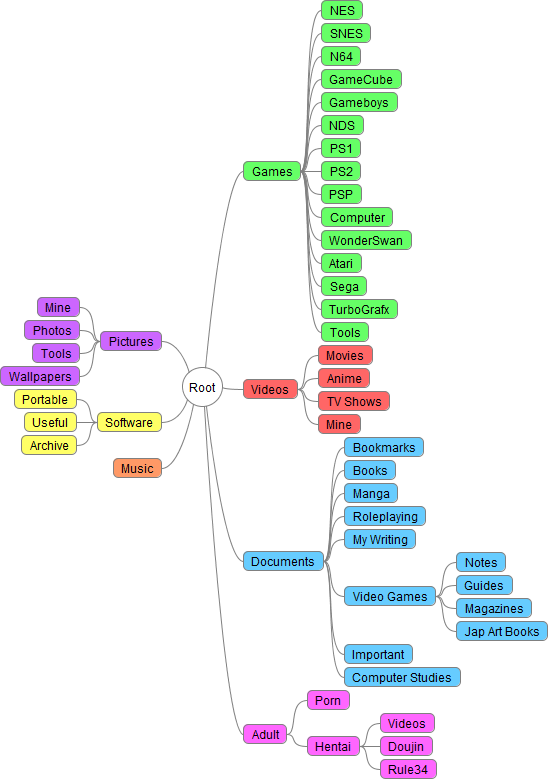 NES
SNES
N64
GameCube
Gameboys
NDS
PS1
Games
PS2
PSP
Computer
WonderSwan
Atari
Sega
TurboGrafx
Tools
Mine
Photos
Pictures
Tools
Wallpapers
Root
Movies
Videos
Anime
TV Shows
Mine
Portable
Software
Useful
Archive
Music
Bookmarks
Books
Manga
Roleplaying
My Writing
Documents
Video Games
Notes
Guides
Magazines
Jap Art Books
Important
Computer Studies
Adult
Porn
Hentai
Videos
Doujin
Rule34